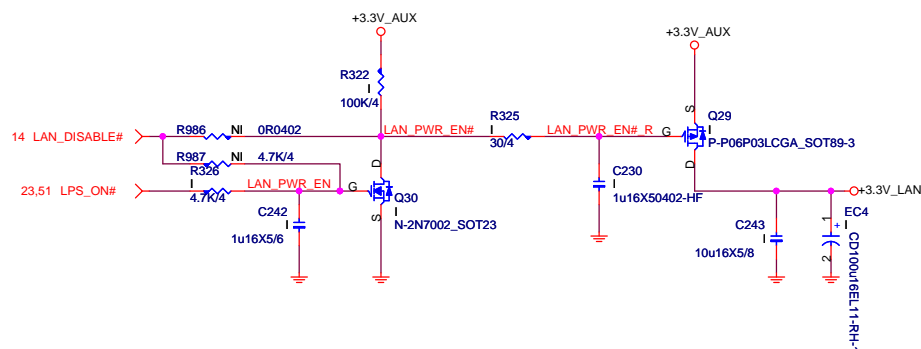 +3.3V_AUX
+3.3V_AUX
R322
I
100K/4
R325
I
30/4
Q29
I
P-P06P03LCGA_SOT89-3
S
G
D
14 LAN_DISABLE#
R986
NI
0R0402
LAN_PWR_EN#
LAN_PWR_EN#_R
R987
NI
4.7K/4
R326
I
4.7K/4
23,51 LPS_ON#
LAN_PWR_EN
D
G
S
Q30
I
N-2N7002_SOT23
C230
I
1u16X50402-HF
+3.3V_LAN
C242
I
1u16X5/6
C243
I
10u16X5/8
1
+
2
EC4
I
CD100u16EL11-RH-